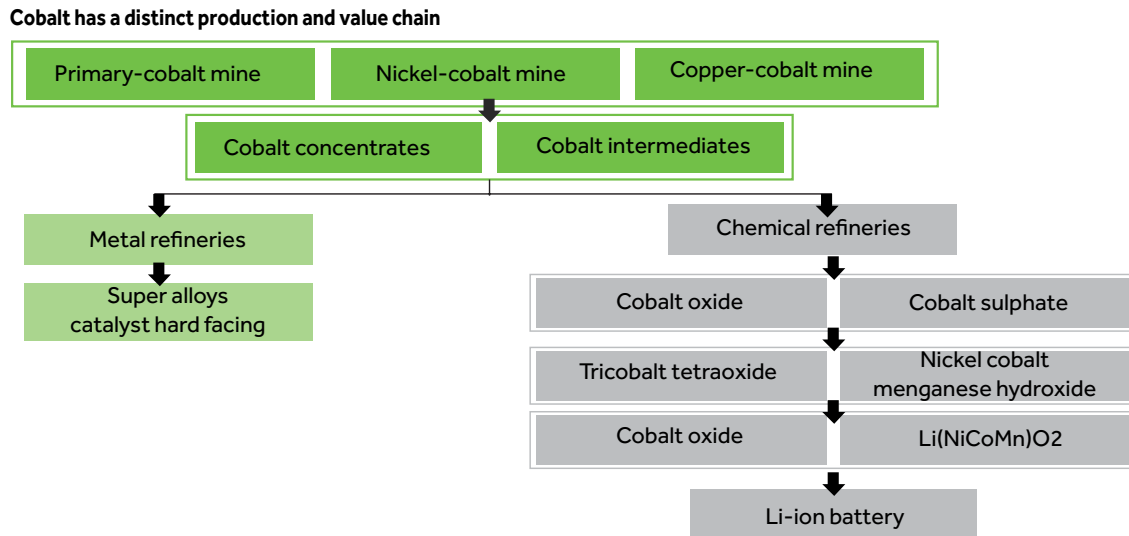 Cobalt has a distinct production and value chain
Primary-cobalt mine
Nickel-cobalt mine
Copper-cobalt mine
Cobalt concentrates
Cobalt intermediates
Metal refineries
Chemical refineries
Super alloys
catalyst hard facing
Cobalt oxide
Cobalt sulphate
Tricobalt tetraoxide
Nickel cobalt
menganese hydroxide
Cobalt oxide
Li(NiCoMn)O2
Li-ion battery